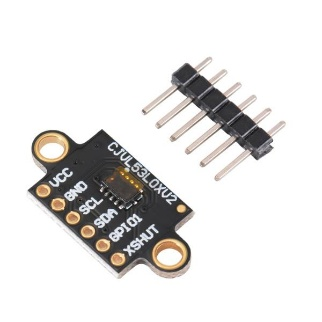 CJVL53L0XV2
VCC
GND
SCL
SDA
GPIO1
XSHUT